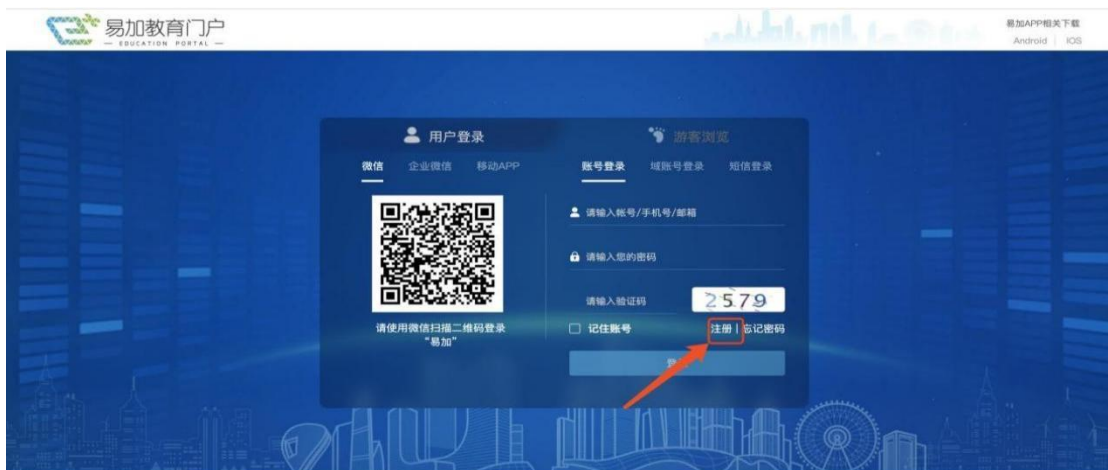 易加教育门户
— EDUCATION PORTAL —
易加APP相关下载
Android | IOS
用户登录
游客浏览
微信 企业微信 移动APP
账号登录 域账号登录 短信登录
请输入帐号/手机号/邮箱
请输入您的密码
请输入验证码
2579
请使用微信扫描二维码登录
“易加”
记住账号
注册 | 忘记密码
登